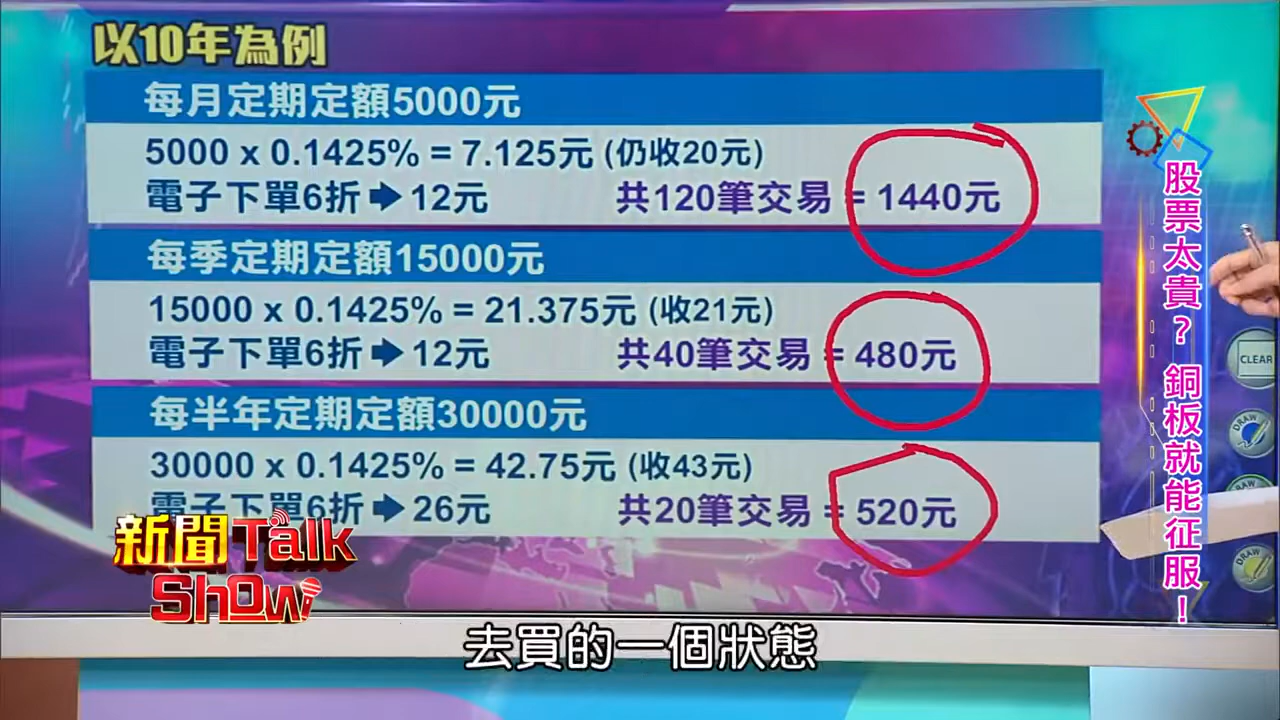 以10年為例
每月定期定額5000元
5000 x 0.1425% = 7.125元 (仍收20元)
電子下單6折➡12元 共120筆交易 = 1440元
每季定期定額15000元
15000 x 0.1425% = 21.375元 (收21元)
電子下單6折➡12元 共40筆交易 = 480元
每半年定期定額30000元
30000 x 0.1425% = 42.75元 (收43元)
電子下單6折➡26元 共20筆交易 = 520元
股票太貴？銅板就能征服！
CLEAR
DRAW
DRAW
DRAW
新聞Talk
Show
去買的一個狀態